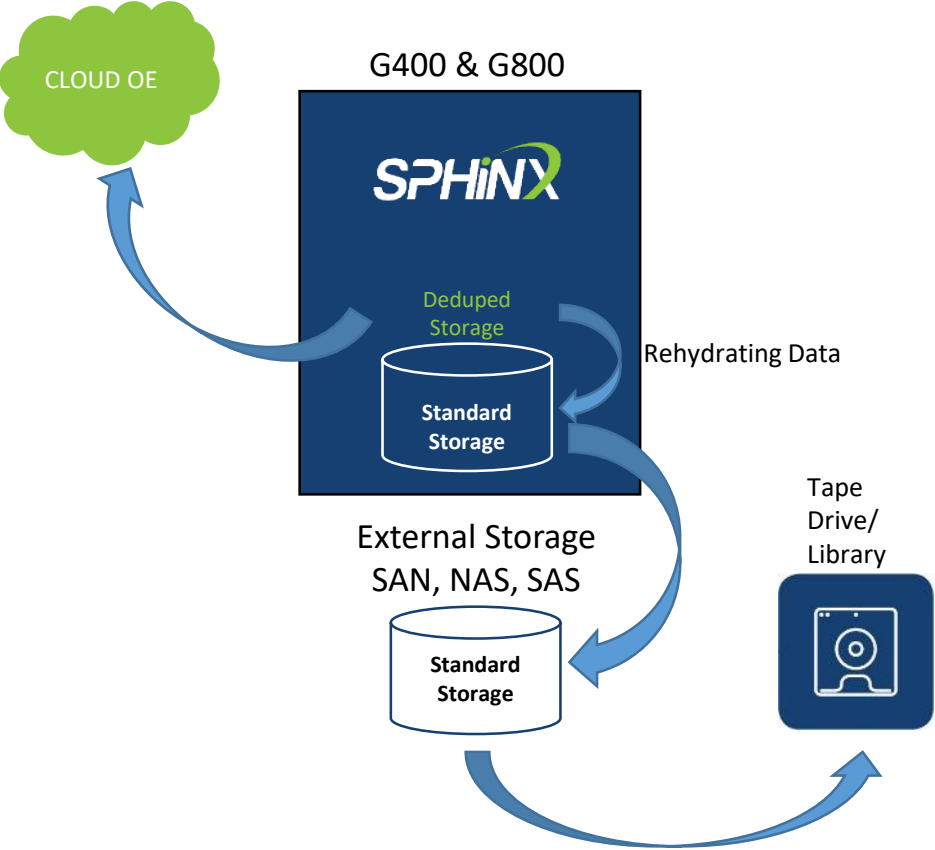 CLOUD OE
G400 & G800
SPHiNX
Deduped
Storage
Rehydrating Data
Standard
Storage
Tape
Drive/
Library
External Storage
SAN, NAS, SAS
Standard
Storage